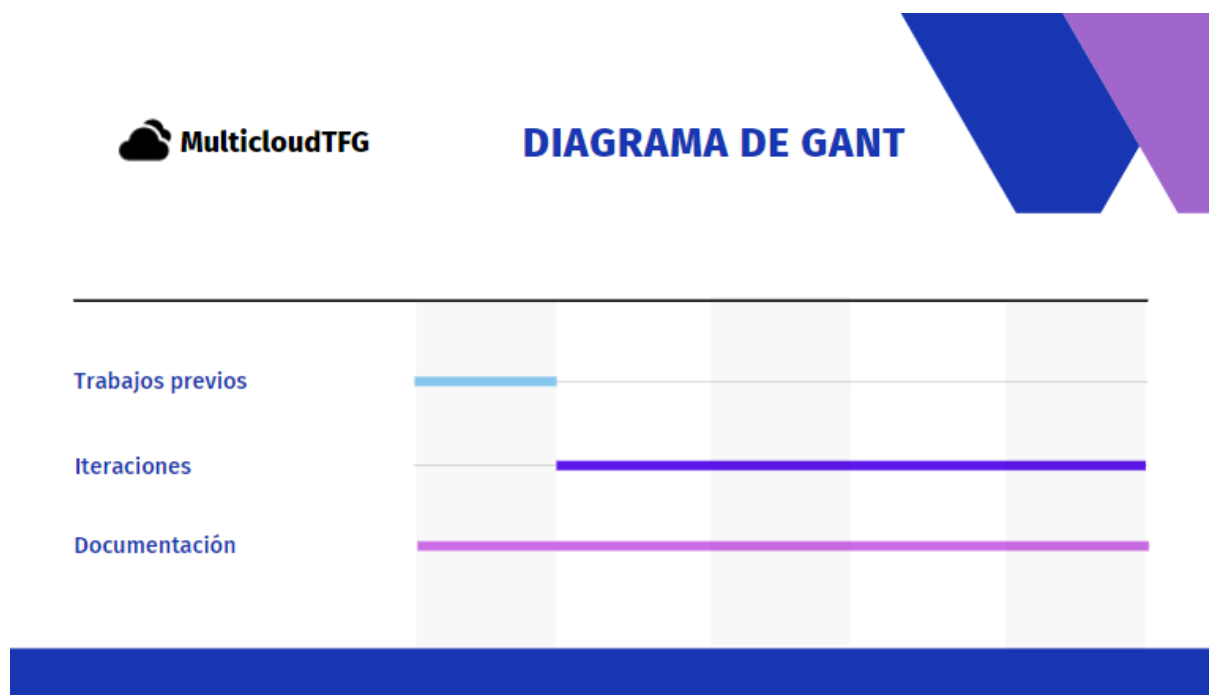 MulticloudTFG
DIAGRAMA DE GANT
Trabajos previos
Iteraciones
Documentación